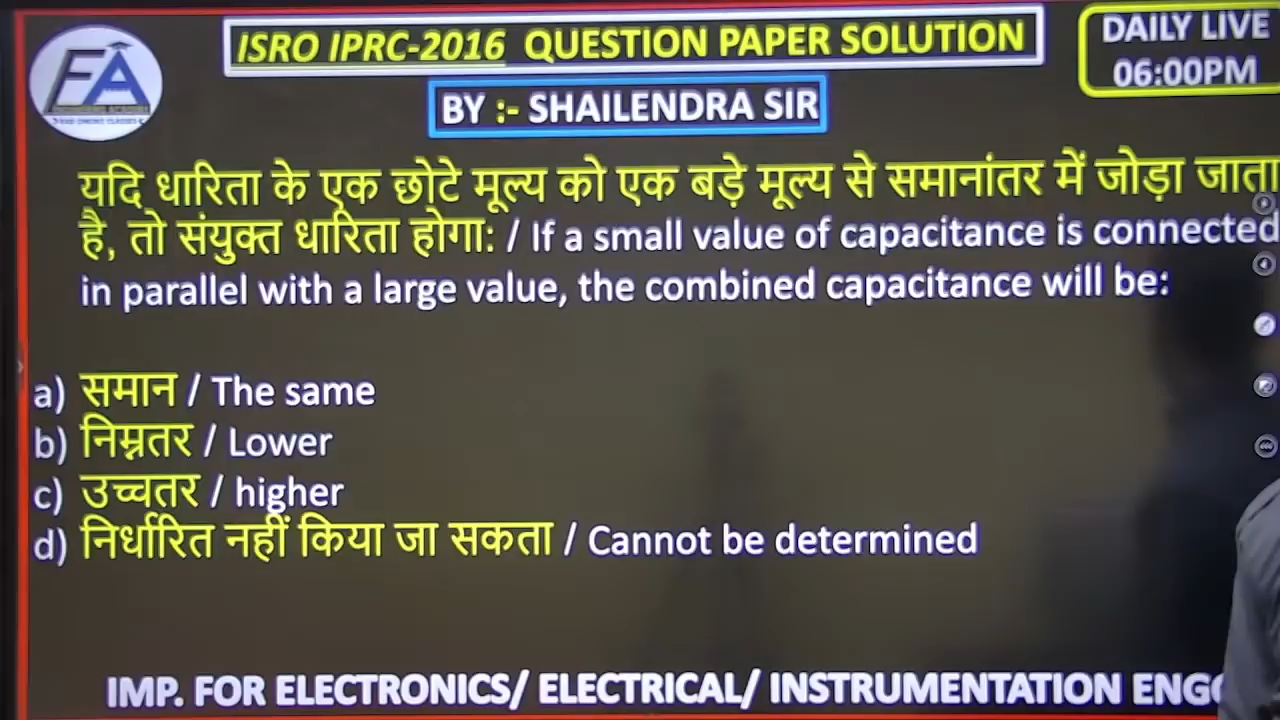 ISRO IPRC-2016 QUESTION PAPER SOLUTION
DAILY LIVE
06:00PM
BY :- SHAILENDRA SIR
यदि धारिता के एक छोटे मूल्य को एक बड़े मूल्य से समानांतर में जोड़ा जाता
है, तो संयुक्त धारिता होगा: / If a small value of capacitance is connected
in parallel with a large value, the combined capacitance will be:
a) समान / The same
b) निम्नतर / Lower
c) उच्चतर / higher
d) निर्धारित नहीं किया जा सकता / Cannot be determined
IMP. FOR ELECTRONICS/ ELECTRICAL/ INSTRUMENTATION ENGG